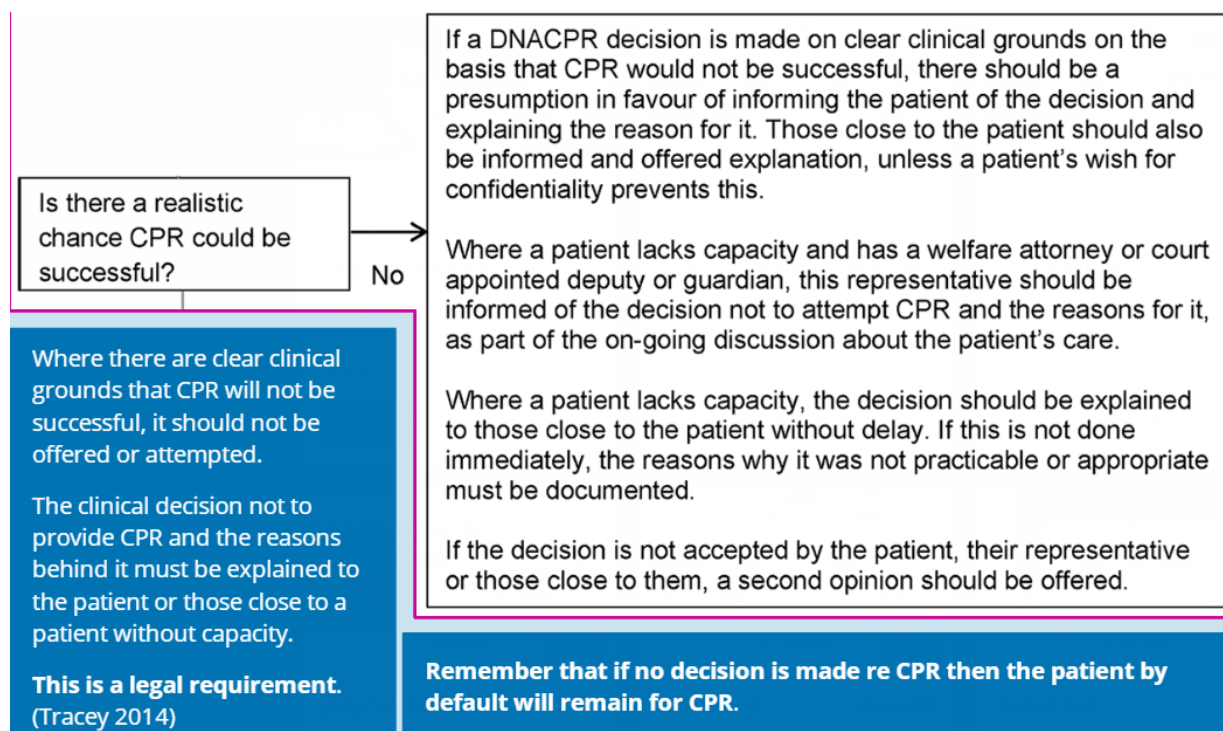 Is there a realistic
chance CPR could be
successful?
No
If a DNACPR decision is made on clear clinical grounds on the
basis that CPR would not be successful, there should be a
presumption in favour of informing the patient of the decision and
explaining the reason for it. Those close to the patient should also
be informed and offered explanation, unless a patient's wish for
confidentiality prevents this.
Where a patient lacks capacity and has a welfare attorney or court
appointed deputy or guardian, this representative should be
informed of the decision not to attempt CPR and the reasons for it,
as part of the on-going discussion about the patient's care.
Where a patient lacks capacity, the decision should be explained
to those close to the patient without delay. If this is not done
immediately, the reasons why it was not practicable or appropriate
must be documented.
If the decision is not accepted by the patient, their representative
or those close to them, a second opinion should be offered.
Where there are clear clinical
grounds that CPR will not be
successful, it should not be
offered or attempted.
The clinical decision not to
provide CPR and the reasons
behind it must be explained to
the patient or those close to a
patient without capacity.
This is a legal requirement.
(Tracey 2014)
Remember that if no decision is made re CPR then the patient by
default will remain for CPR.